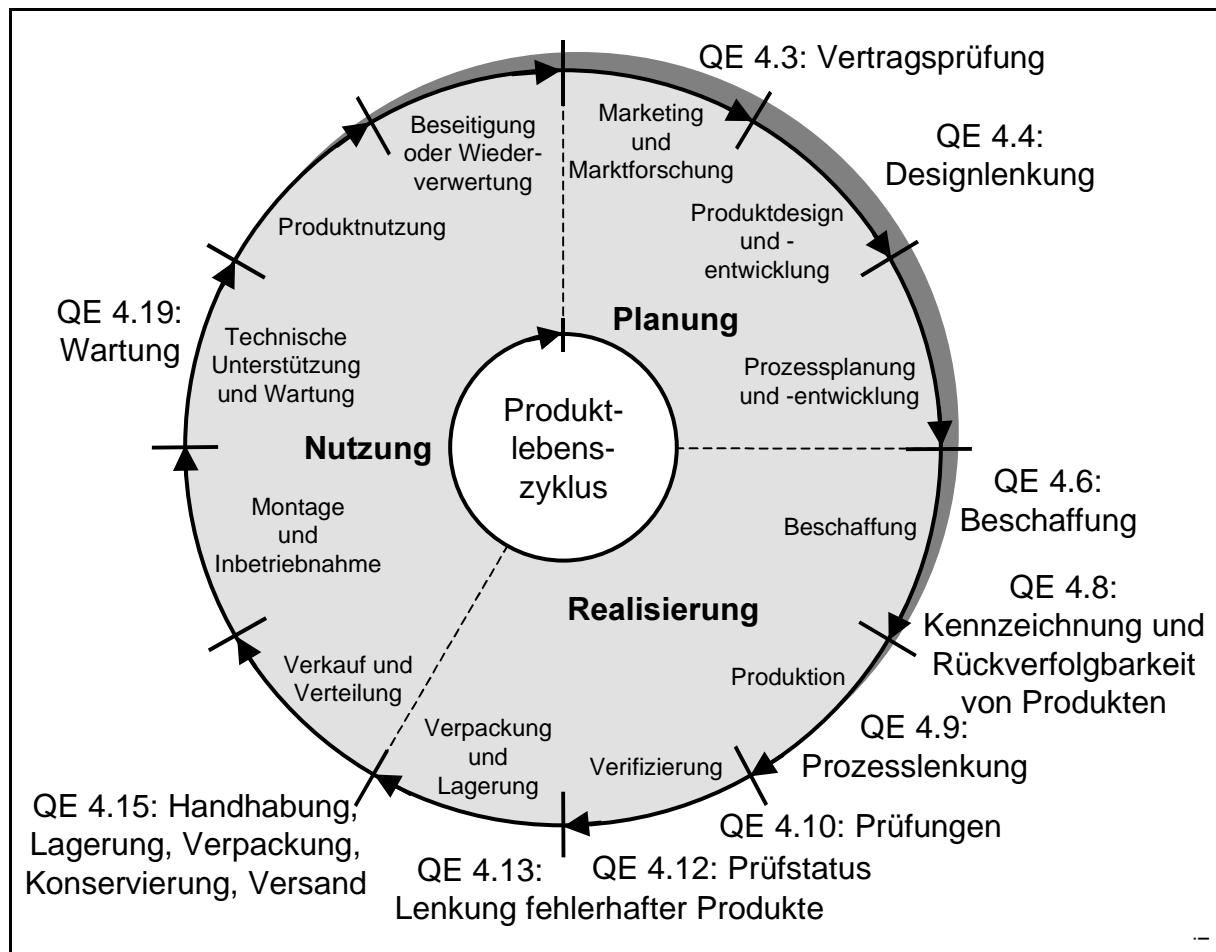 QE 4.3: Vertragsprüfung
QE 4.4:
Designlenkung
Marketing
und
Marktforschung
Produktdesign
und -
entwicklung
Planung
Prozessplanung
und -entwicklung
QE 4.6:
Beschaffung
Beschaffung
QE 4.8:
Kennzeichnung und
Rückverfolgbarkeit
von Produkten
Realisierung
Produktion
QE 4.9:
Prozesslenkung
Verifizierung
QE 4.10: Prüfungen
QE 4.12: Prüfstatus
QE 4.13:
Lenkung fehlerhafter Produkte
Verpackung
und
Lagerung
QE 4.15: Handhabung,
Lagerung, Verpackung,
Konservierung, Versand
Verkauf und
Verteilung
Montage
und
Inbetriebnahme
Nutzung
Technische
Unterstützung
und Wartung
QE 4.19:
Wartung
Produktnutzung
Beseitigung
oder Wieder-
verwertung
Produkt-
lebens-
zyklus